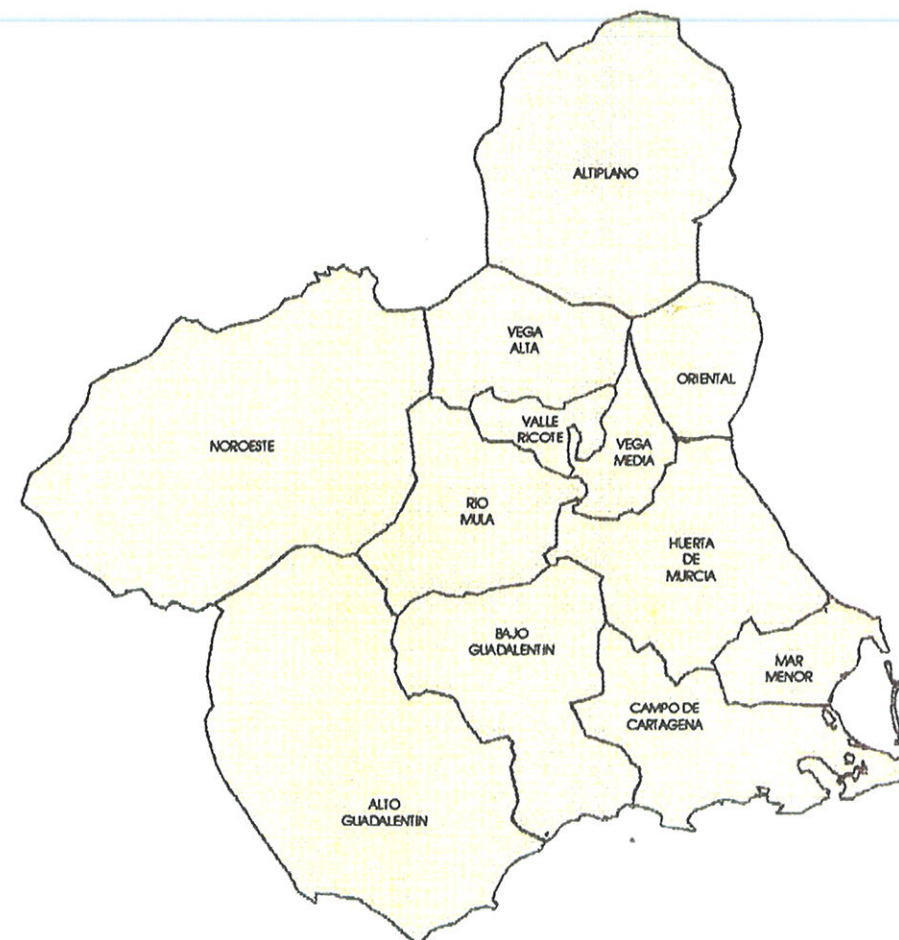 ALTIPLANO
VEGA
ALTA
ORIENTAL
VALLE
RICOTE
NOROESTE
VEGA
MEDIA
RIO
MULA
HUERTA
DE
MURCIA
BAJO
GUADALENTIN
MAR
MENOR
CAMPO DE
CARTAGENA
ALTO
GUADALENTIN